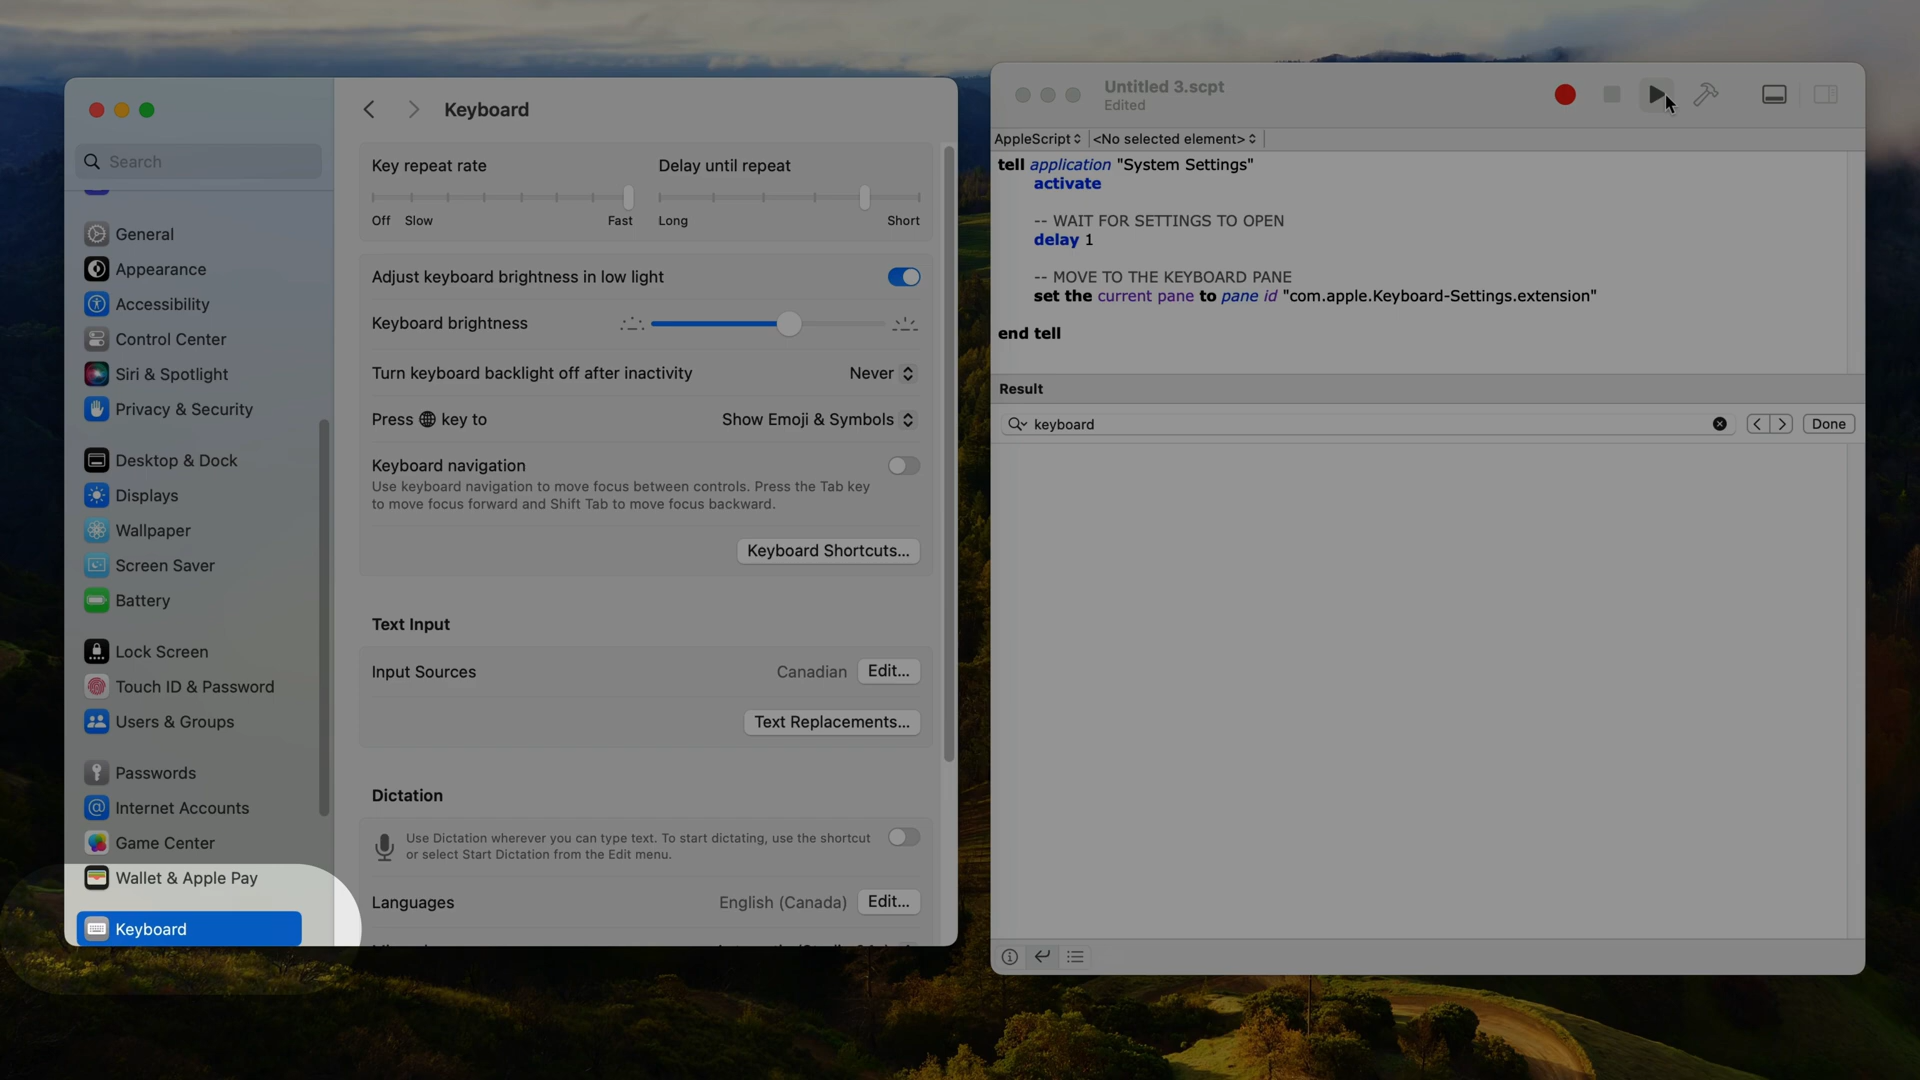 Search
General
Appearance
Accessibility
Control Center
Siri & Spotlight
Privacy & Security
Desktop & Dock
Displays
Wallpaper
Screen Saver
Battery
Lock Screen
Touch ID & Password
Users & Groups
Passwords
Internet Accounts
Game Center
Wallet & Apple Pay
Keyboard
Keyboard
Key repeat rate
Delay until repeat
Off Slow Fast
Long Short
Adjust keyboard brightness in low light
Keyboard brightness
Turn keyboard backlight off after inactivity Never
Press key to Show Emoji & Symbols
Keyboard navigation
Use keyboard navigation to move focus between controls. Press the Tab key
to move focus forward and Shift Tab to move focus backward.
Keyboard Shortcuts...
Text Input
Input Sources Canadian Edit...
Text Replacements...
Dictation
Use Dictation wherever you can type text. To start dictating, use the shortcut
or select Start Dictation from the Edit menu.
Languages English (Canada) Edit...
Untitled 3.scpt
Edited
AppleScript <No selected element>
tell application "System Settings"
activate
-- WAIT FOR SETTINGS TO OPEN
delay 1
-- MOVE TO THE KEYBOARD PANE
set the current pane to pane id "com.apple.Keyboard-Settings.extension"
end tell
Result
keyboard Done